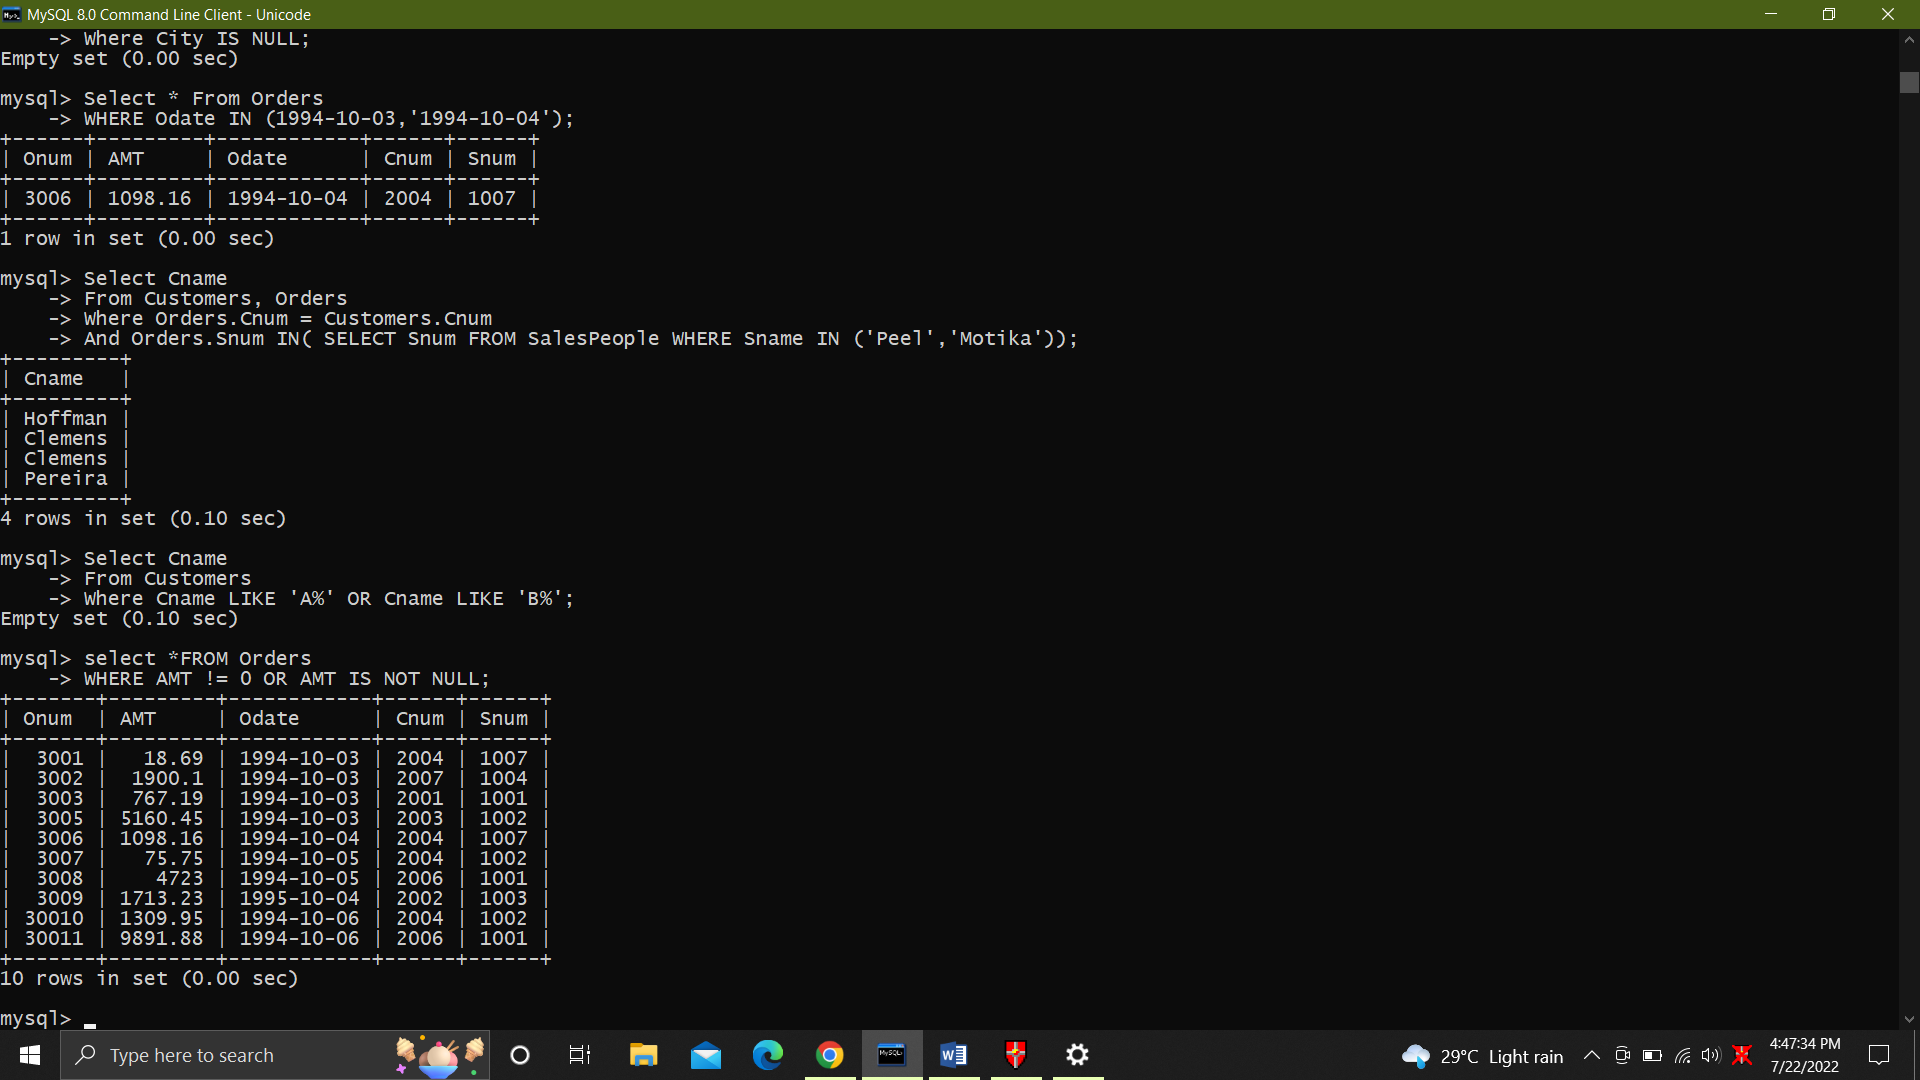 MySQL 8.0 Command Line Client - Unicode
    -> Where City IS NULL;
Empty set (0.00 sec)

mysql> Select * From Orders
    -> WHERE Odate IN (1994-10-03,'1994-10-04');
+------+---------+------------+------+------+
| Onum | AMT     | Odate      | Cnum | Snum |
+------+---------+------------+------+------+
| 3006 | 1098.16 | 1994-10-04 | 2004 | 1007 |
+------+---------+------------+------+------+
1 row in set (0.00 sec)

mysql> Select Cname
    -> From Customers, Orders
    -> Where Orders.Cnum = Customers.Cnum
    -> And Orders.Snum IN( SELECT Snum FROM SalesPeople WHERE Sname IN ('Peel','Motika'));
+---------+
| Cname   |
+---------+
| Hoffman |
| Clemens |
| Clemens |
| Pereira |
+---------+
4 rows in set (0.10 sec)

mysql> Select Cname
    -> From Customers
    -> Where Cname LIKE 'A%' OR Cname LIKE 'B%';
Empty set (0.10 sec)

mysql> select *FROM Orders
    -> WHERE AMT != 0 OR AMT IS NOT NULL;
+-------+---------+------------+------+------+
| Onum  | AMT     | Odate      | Cnum | Snum |
+-------+---------+------------+------+------+
|  3001 |   18.69 | 1994-10-03 | 2004 | 1007 |
|  3002 |  1900.1 | 1994-10-03 | 2007 | 1004 |
|  3003 |  767.19 | 1994-10-03 | 2001 | 1001 |
|  3005 | 5160.45 | 1994-10-03 | 2003 | 1002 |
|  3006 | 1098.16 | 1994-10-04 | 2004 | 1007 |
|  3007 |   75.75 | 1994-10-05 | 2004 | 1002 |
|  3008 |    4723 | 1994-10-05 | 2006 | 1001 |
|  3009 | 1713.23 | 1995-10-04 | 2002 | 1003 |
| 30010 | 1309.95 | 1994-10-06 | 2004 | 1002 |
| 30011 | 9891.88 | 1994-10-06 | 2006 | 1001 |
+-------+---------+------------+------+------+
10 rows in set (0.00 sec)

mysql> _
Type here to search
29°C Light rain
4:47:34 PM
7/22/2022